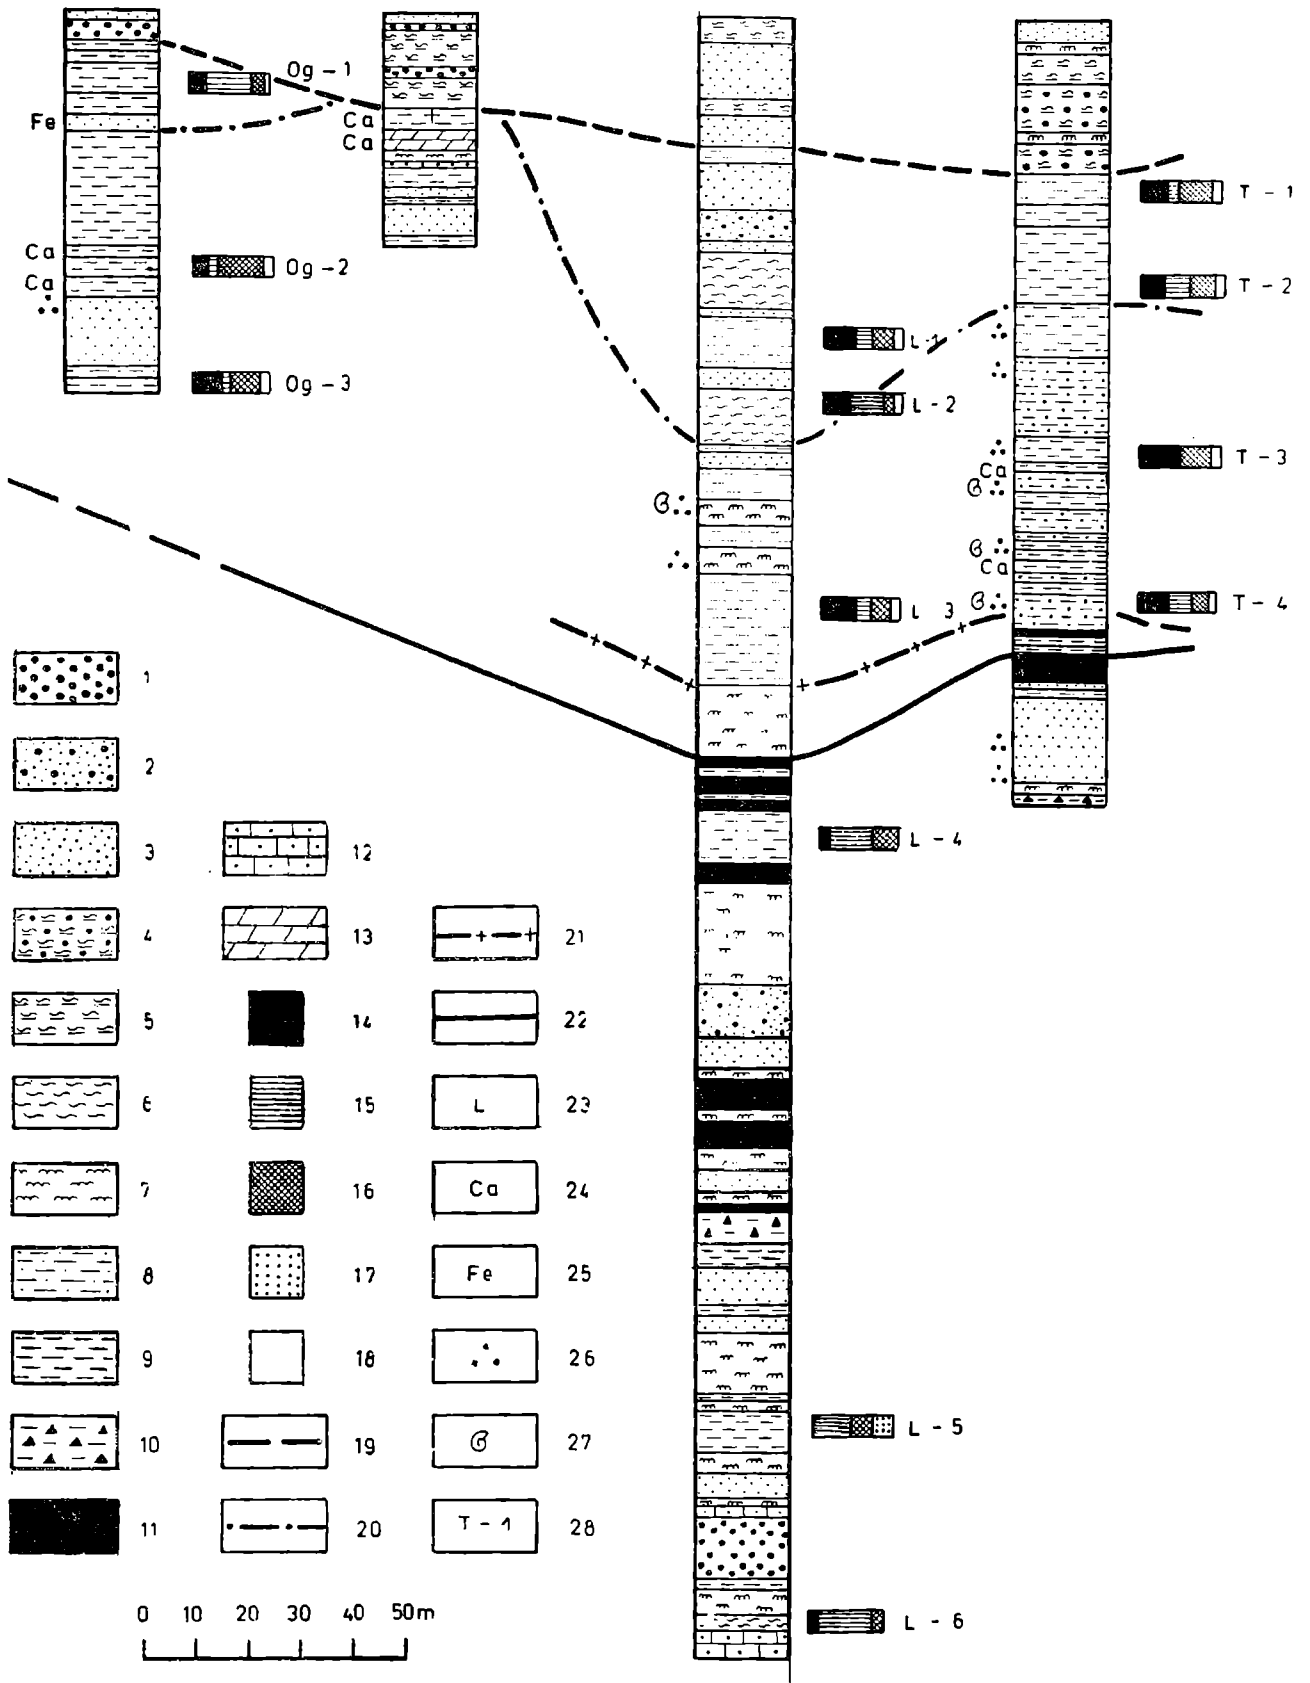 Og - 1
Fe
Ca
Ca
Ca
Ca
Og - 2
Og - 3
T - 1
T - 2
L - 1
L - 2
T - 3
Ca
Ca
T - 4
L 3
L - 4
L - 5
L - 6
1
2
3
4
5
6
7
8
9
10
11
12
13
14
15
16
17
18
19
20
21
22
L 23
Ca 24
Fe 25
26
27
T - 1 28
0 10 20 30 40 50m